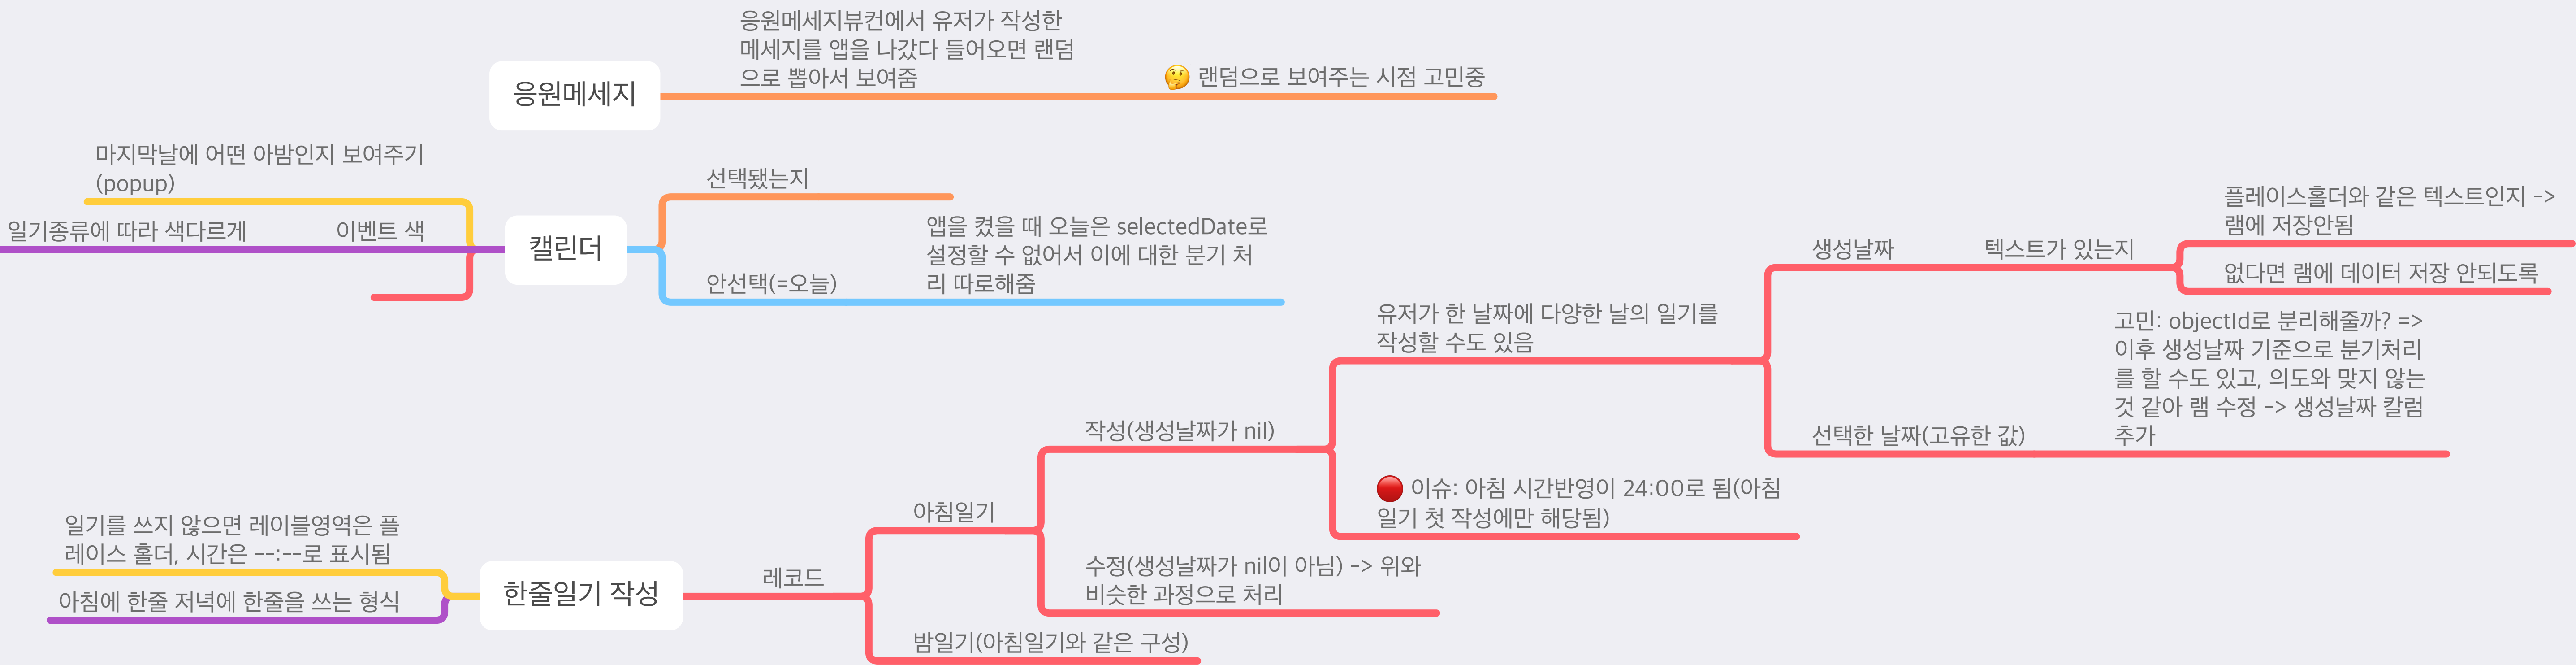 응원메세지뷰컨에서 유저가 작성한
메세지를 앱을 나갔다 들어오면 랜덤
으로 뽑아서 보여줌
🤔 랜덤으로 보여주는 시점 고민중
응원메세지
마지막날에 어떤 아밤인지 보여주기
(popup)
일기종류에 따라 색다르게
이벤트 색
캘린더
선택됐는지
안선택(=오늘)
앱을 켰을 때 오늘은 selectedDate로
설정할 수 없어서 이에 대한 분기 처
리 따로해줌
일기를 쓰지 않으면 레이블영역은 플
레이스 홀더, 시간은 --:--로 표시됨
아침에 한줄 저녁에 한줄을 쓰는 형식
한줄일기 작성
레코드
아침일기
작성(생성날짜가 nil)
유저가 한 날짜에 다양한 날의 일기를
작성할 수도 있음
생성날짜
텍스트가 있는지
플레이스홀더와 같은 텍스트인지 ->
램에 저장안됨
없다면 램에 데이터 저장 안되도록
선택한 날짜(고유한 값)
고민: objectId로 분리해줄까? =>
이후 생성날짜 기준으로 분기처리
를 할 수도 있고, 의도와 맞지 않는
것 같아 램 수정 -> 생성날짜 칼럼
추가
🔴 이슈: 아침 시간반영이 24:00로 됨(아침
일기 첫 작성에만 해당됨)
수정(생성날짜가 nil이 아님) -> 위와
비슷한 과정으로 처리
밤일기(아침일기와 같은 구성)